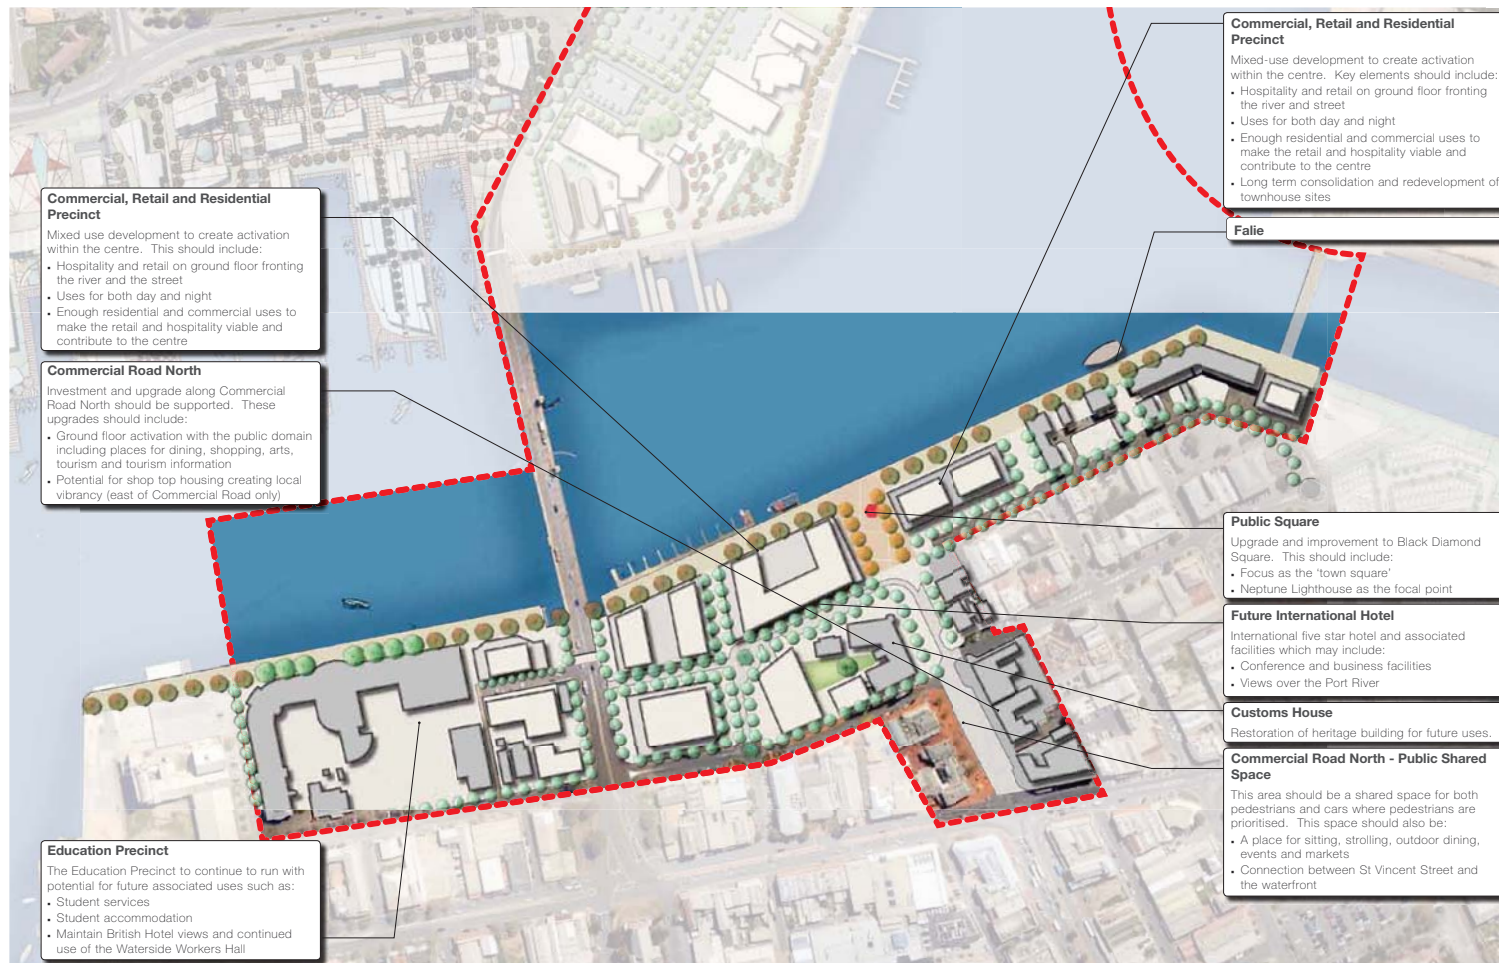 Commercial, Retail and Residential
Precinct
Mixed use development to create activation
within the centre.  This should include:
• Hospitality and retail on ground floor fronting
the river and the street
• Uses for both day and night
• Enough residential and commercial uses to
make the retail and hospitality viable and
contribute to the centre
Commercial Road North
Investment and upgrade along Commercial
Road North should be supported.  These
upgrades should include:
• Ground floor activation with the public domain
including places for dining, shopping, arts,
tourism and tourism information
• Potential for shop top housing creating local
vibrancy (east of Commercial Road only)
Education Precinct
The Education Precinct to continue to run with
potential for future associated uses such as:
• Student services
• Student accommodation
• Maintain British Hotel views and continued
use of the Waterside Workers Hall
Commercial, Retail and Residential
Precinct
Mixed-use development to create activation
within the centre.  Key elements should include:
• Hospitality and retail on ground floor fronting
the river and street
• Uses for both day and night
• Enough residential and commercial uses to
make the retail and hospitality viable and
contribute to the centre
• Long term consolidation and redevelopment of
townhouse sites
Falie
Public Square
Upgrade and improvement to Black Diamond
Square.  This should include:
• Focus as the ‘town square’
• Neptune Lighthouse as the focal point
Future International Hotel
International five star hotel and associated
facilities which may include:
• Conference and business facilities
• Views over the Port River
Customs House
Restoration of heritage building for future uses.
Commercial Road North - Public Shared
Space
This area should be a shared space for both
pedestrians and cars where pedestrians are
prioritised.  This space should also be:
• A place for sitting, strolling, outdoor dining,
events and markets
• Connection between St Vincent Street and
the waterfront